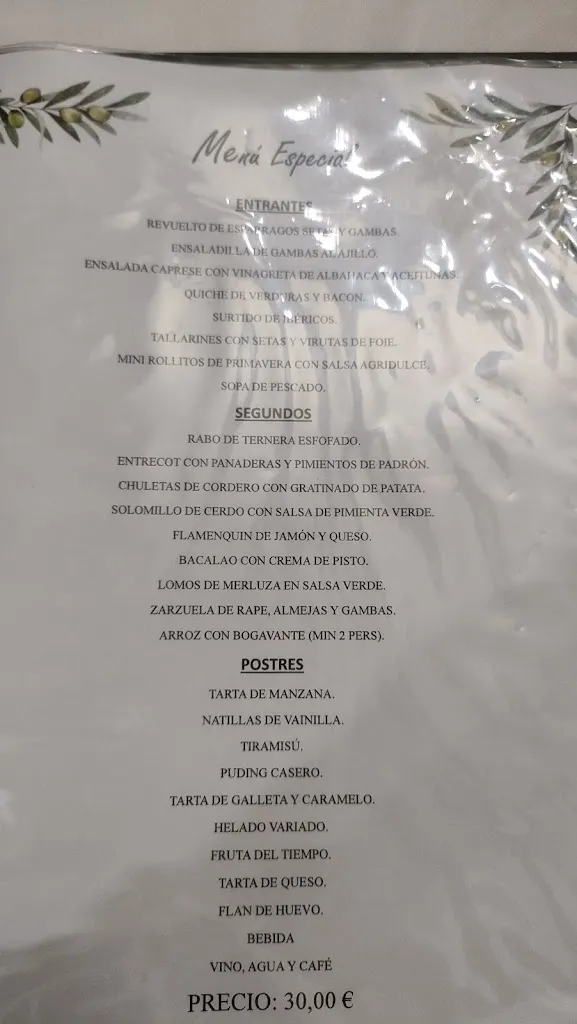 Menú Especial
ENTRANTES
REVUELTO DE ESPARRAGOS SETAS Y GAMBAS.
ENSALADILLA DE GAMBAS AL AJILLO.
ENSALADA CAPRESE CON VINAGRETA DE ALBAHACA Y ACEITUNAS.
QUICHE DE VERDURAS Y BACON.
SURTIDO DE IBÉRICOS.
TALLARINES CON SETAS Y VIRUTAS DE FOIE.
MINI ROLLITOS DE PRIMAVERA CON SALSA AGRIDULCE.
SOPA DE PESCADO.
SEGUNDOS
RABO DE TERNERA ESFOFADO.
ENTRECOT CON PANADERAS Y PIMIENTOS DE PADRÓN.
CHULETAS DE CORDERO CON GRATINADO DE PATATA.
SOLOMILLO DE CERDO CON SALSA DE PIMIENTA VERDE.
FLAMENQUIN DE JAMÓN Y QUESO.
BACALAO CON CREMA DE PISTO.
LOMOS DE MERLUZA EN SALSA VERDE.
ZARZUELA DE RAPE, ALMEJAS Y GAMBAS.
ARROZ CON BOGAVANTE (MIN 2 PERS).
POSTRES
TARTA DE MANZANA.
NATILLAS DE VAINILLA.
TIRAMISÚ.
PUDING CASERO.
TARTA DE GALLETA Y CARAMELO.
HELADO VARIADO.
FRUTA DEL TIEMPO.
TARTA DE QUESO.
FLAN DE HUEVO.
BEBIDA
VINO, AGUA Y CAFÉ
PRECIO: 30,00 €